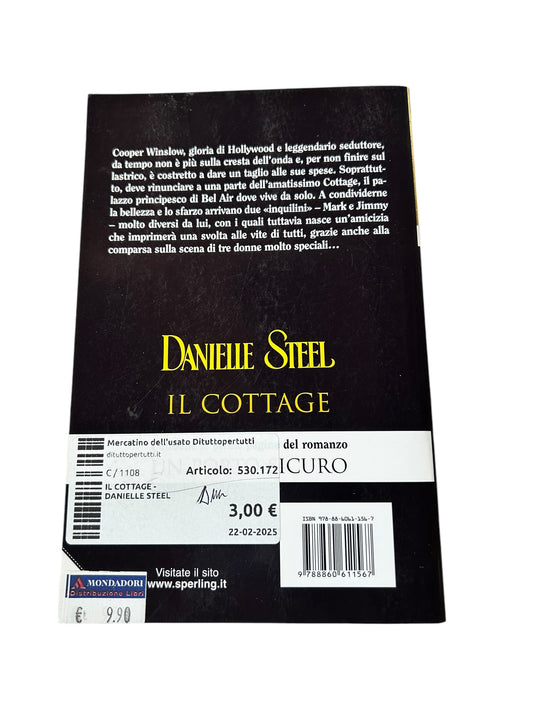 Cooper Winslow, gloria di Hollywood e leggendario seduttore,
da tempo non è più sulla cresta dell'onda e, per non finire sul
lastrico, è costretto a dare un taglio alle sue spese. Soprattut-
to, deve rinunciare a una parte dell'amatissimo Cottage, il pa-
lazzo principesco di Bel Air dove vive da solo. A condividerne
la bellezza e lo sfarzo arrivano due «inquilini» – Mark e Jimmy
– molto diversi da lui, con i quali tuttavia nasce un'amicizia
che imprimerà una svolta alle vite di tutti, grazie anche alla
comparsa sulla scena di tre donne molto speciali…
DANIELLE STEEL
IL COTTAGE
del romanzo
ICURO
Mercatino dell'usato Dituttopertutti
dituttopertutti.it
C / 1108 Articolo: 530.172
IL COTTAGE -
DANIELLE STEEL
3,00 €
22-02-2025
ISBN 978-88-6061-156-7
9 788860 611567
Visitate il sito
www.sperling.it
MONDADORI
Distribuzione Libri
€ 9.90